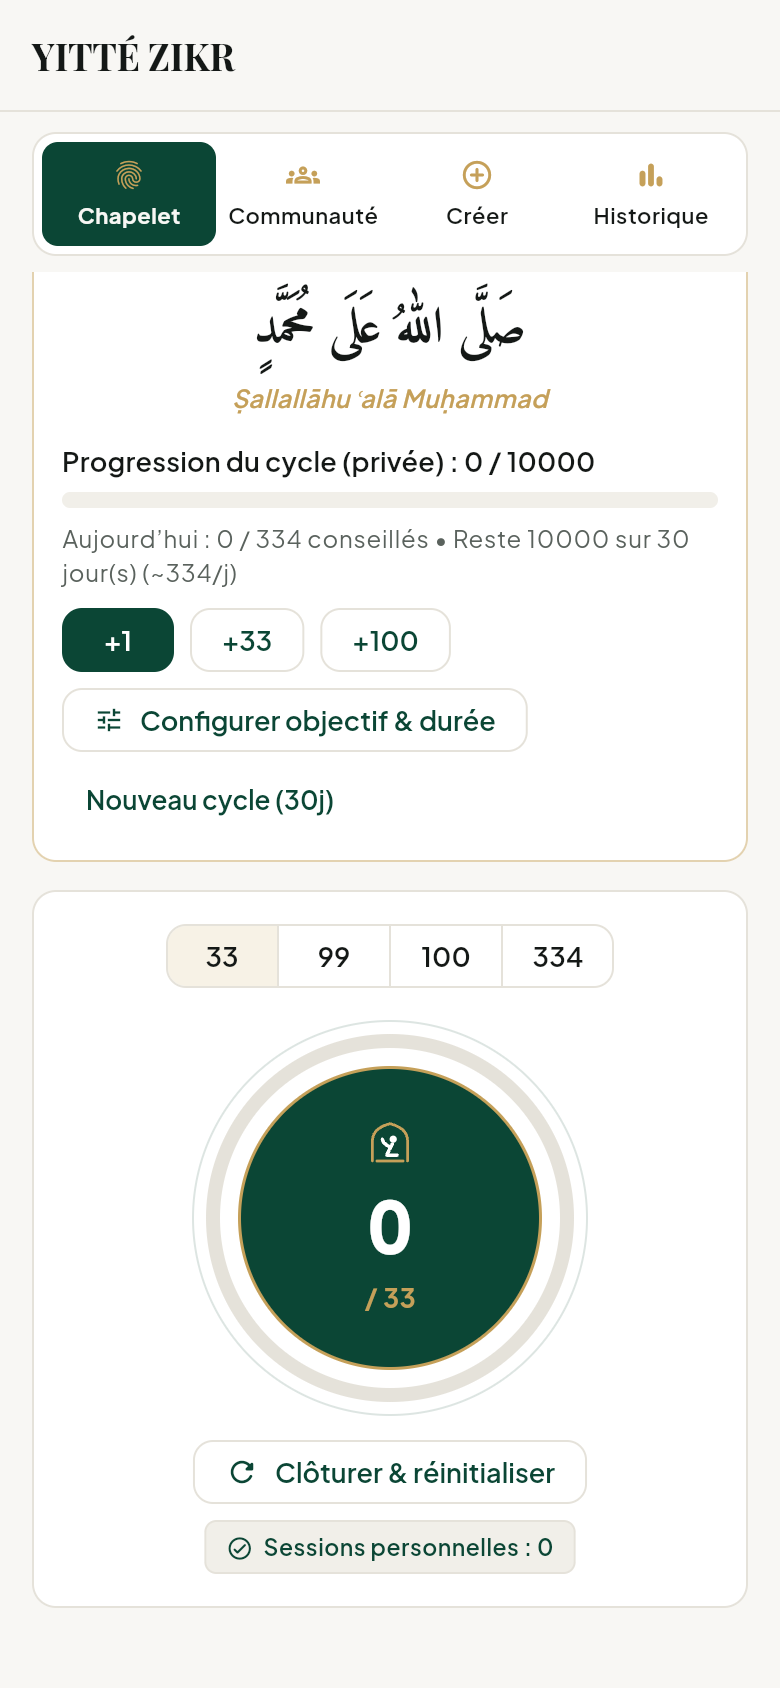 YITTÉ ZIKR
Chapelet
Communauté
Créer
Historique
صَلَّى اللهُ عَلَى مُحَمَّدٍ
Ṣallallāhu ʿalā Muḥammad
Progression du cycle (privée) : 0 / 10000
Aujourd’hui : 0 / 334 conseillés • Reste 10000 sur 30
jour(s) (~334/j)
+1
+33
+100
Configurer objectif & durée
Nouveau cycle (30j)
33
99
100
334
0
/ 33
Clôturer & réinitialiser
Sessions personnelles : 0